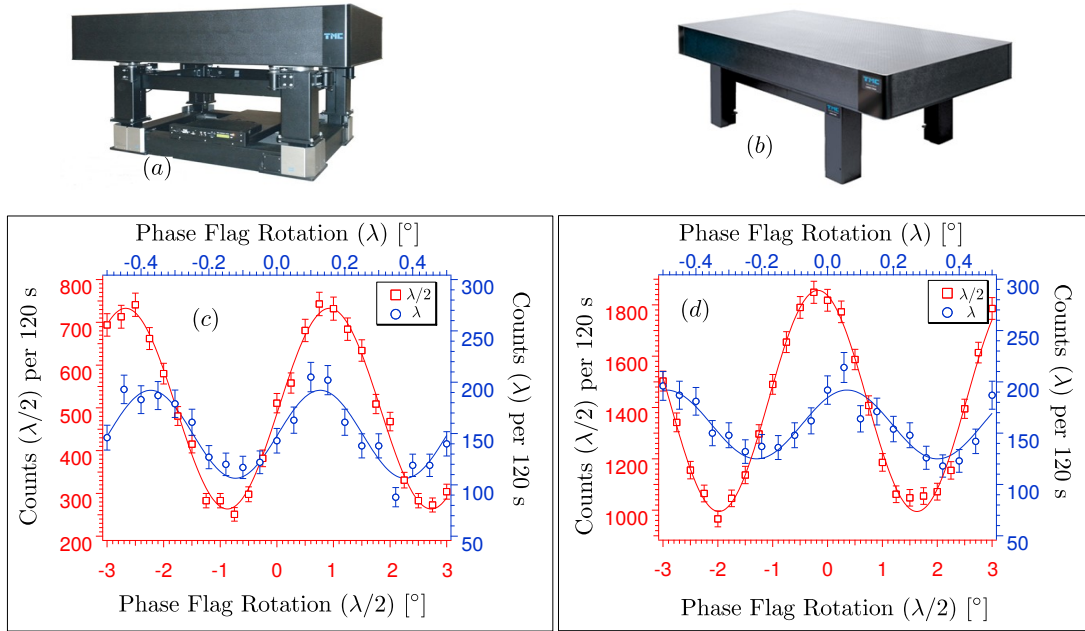 TMC
(a)
TMC
TMC
(b)
Phase Flag Rotation (λ) [°]
-0.4 -0.2 0.0 0.2 0.4
800 700 600 500 400 300 200
Counts (λ/2) per 120 s
(c)
λ/2
λ
300 250 200 150 100 50
Counts (λ) per 120 s
-3 -2 -1 0 1 2 3
Phase Flag Rotation (λ/2) [°]
Phase Flag Rotation (λ) [°]
-0.4 -0.2 0.0 0.2 0.4
1800 1600 1400 1200 1000
Counts (λ/2) per 120 s
(d)
λ/2
λ
300 250 200 150 100 50
Counts (λ) per 120 s
-3 -2 -1 0 1 2 3
Phase Flag Rotation (λ/2) [°]